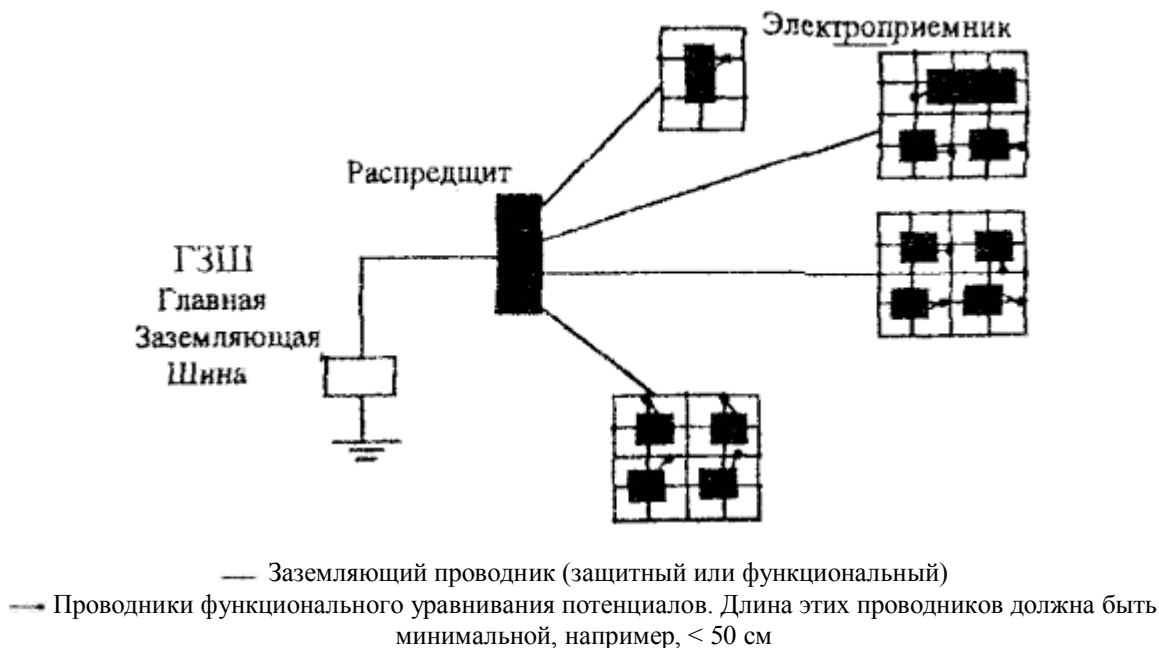 Электроприемник
Распредщит
ГЗШ
Главная
Заземляющая
Шина
Заземляющий проводник (защитный или функциональный)
Проводники функционального уравнивания потенциалов. Длина этих проводников должна быть
минимальной, например, < 50 см